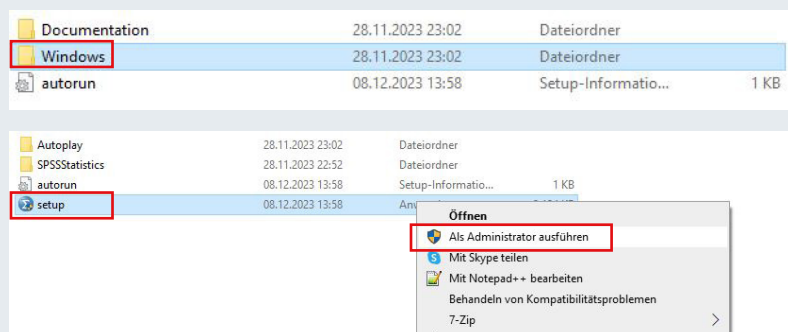 Documentation 28.11.2023 23:02 Dateiordner
Windows 28.11.2023 23:02 Dateiordner
autorun 08.12.2023 13:58 Setup-Informatio... 1 KB
Autoplay 28.11.2023 23:02 Dateiordner
SPSSStatistics 28.11.2023 22:52 Dateiordner
autorun 08.12.2023 13:58 Setup-Informatio... 1 KB
setup 08.12.2023 13:58
Öffnen
Als Administrator ausführen
Mit Skype teilen
Mit Notepad++ bearbeiten
Behandeln von Kompatibilitätsproblemen
7-Zip